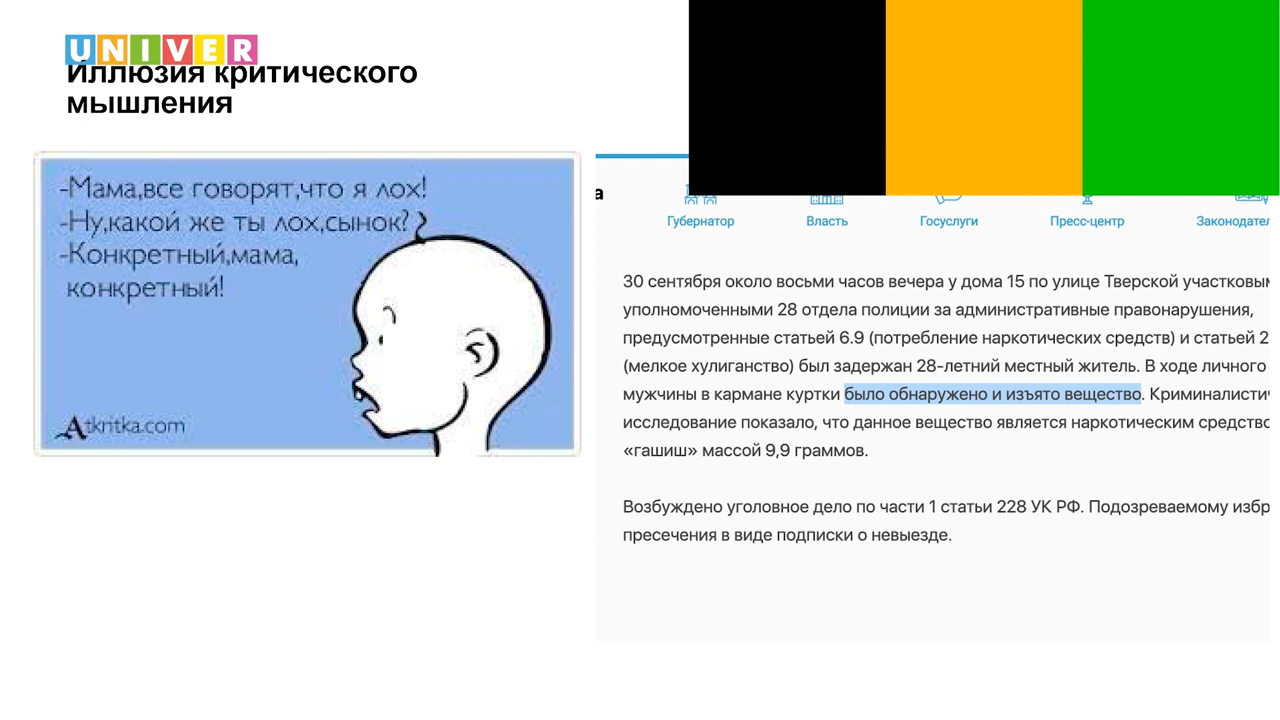 UNIVER
Иллюзия критического
мышления
-Мама,все говорят,что я лох!
-Ну,какой же ты лох,сынок?
-Конкретный,мама,
конкретный!
Atkritka.com
а
Губернатор Власть Госуслуги Пресс-центр Законодател
30 сентября около восьми часов вечера у дома 15 по улице Тверской участковым
уполномоченными 28 отдела полиции за административные правонарушения,
предусмотренные статьей 6.9 (потребление наркотических средств) и статьей 2
(мелкое хулиганство) был задержан 28-летний местный житель. В ходе личного
мужчины в кармане куртки было обнаружено и изъято вещество. Криминалистич
исследование показало, что данное вещество является наркотическим средство
«гашиш» массой 9,9 граммов.
Возбуждено уголовное дело по части 1 статьи 228 УК РФ. Подозреваемому избр
пресечения в виде подписки о невыезде.